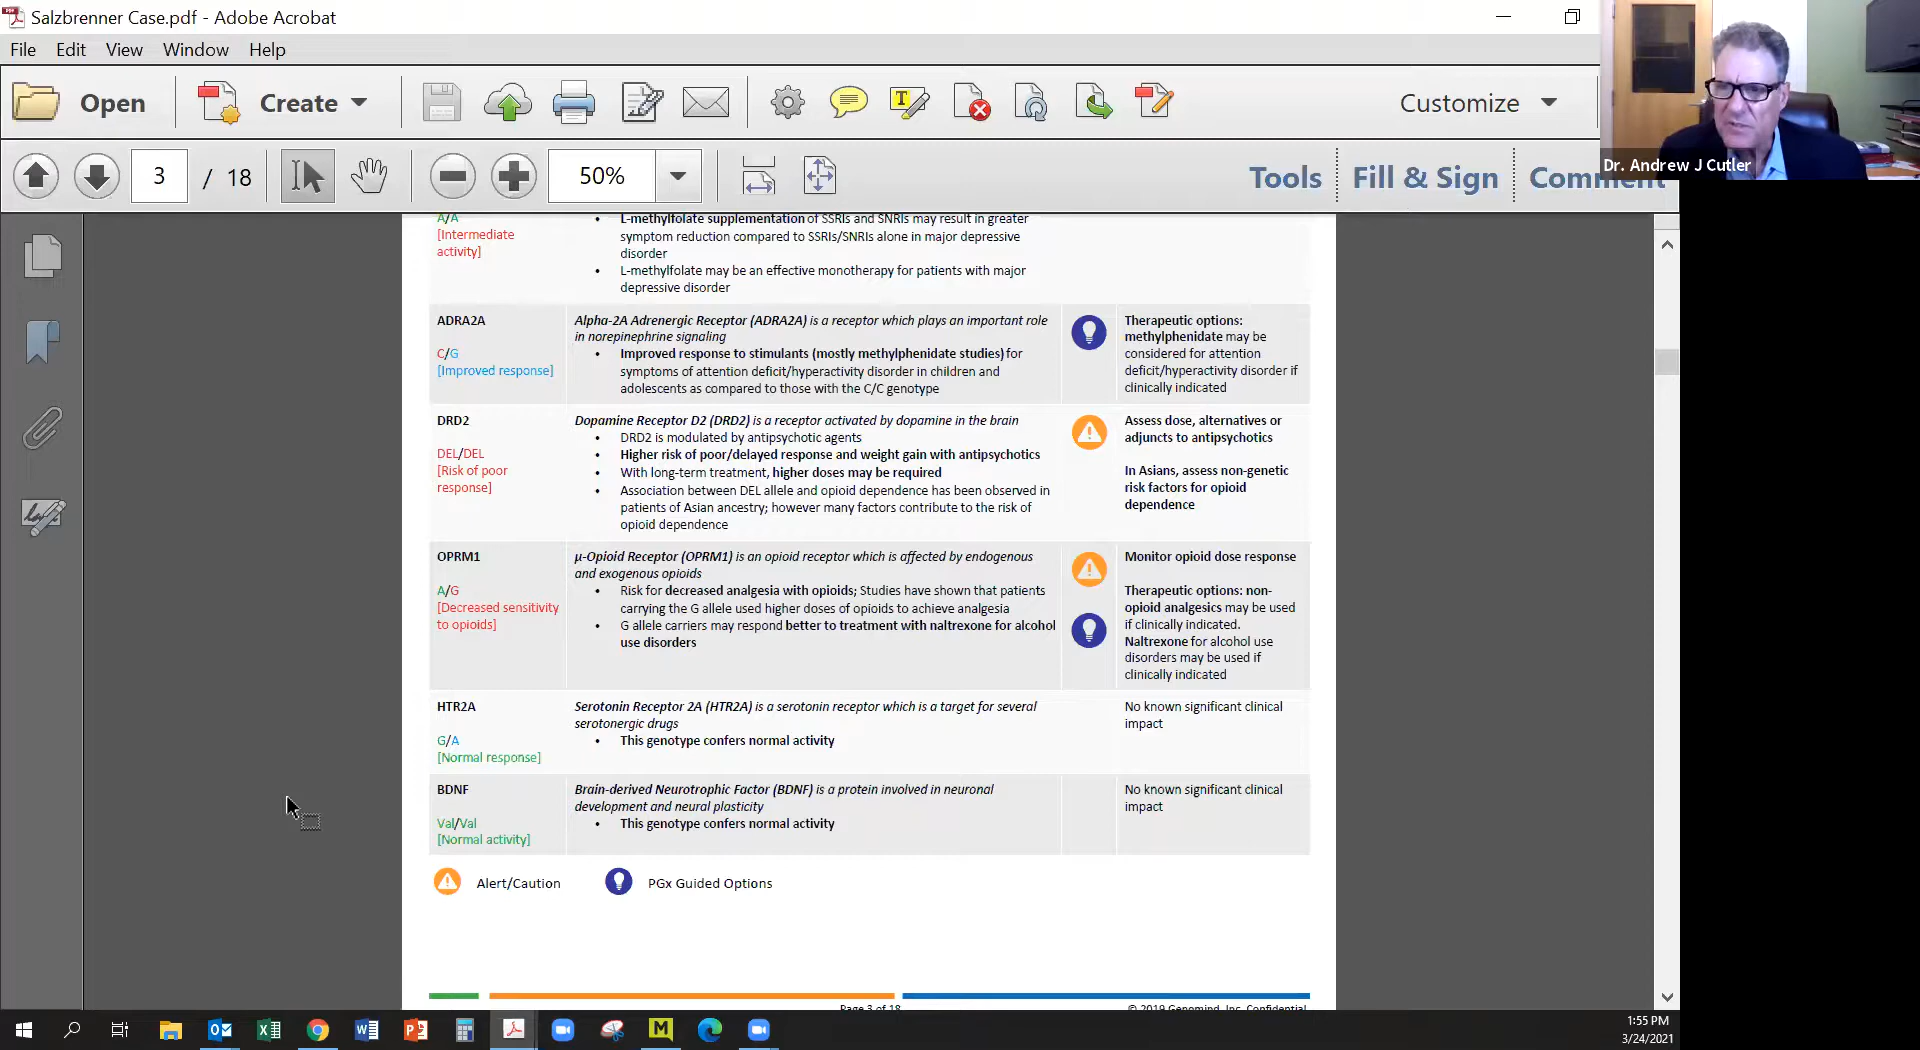 Salzbrenner Case.pdf - Adobe Acrobat
File Edit View Window Help
Open Create Customize
3 / 18 50% Tools Fill & Sign Comment
Dr. Andrew J Cutler
A/A
[Intermediate
activity]
• L-methylfolate supplementation of SSRIs and SNRIs may result in greater
symptom reduction compared to SSRIs/SNRIs alone in major depressive
disorder
• L-methylfolate may be an effective monotherapy for patients with major
depressive disorder
ADRA2A
C/G
[Improved response]
Alpha-2A Adrenergic Receptor (ADRA2A) is a receptor which plays an important role
in norepinephrine signaling
• Improved response to stimulants (mostly methylphenidate studies) for
symptoms of attention deficit/hyperactivity disorder in children and
adolescents as compared to those with the C/C genotype
Therapeutic options:
methylphenidate may be
considered for attention
deficit/hyperactivity disorder if
clinically indicated
DRD2
DEL/DEL
[Risk of poor
response]
Dopamine Receptor D2 (DRD2) is a receptor activated by dopamine in the brain
• DRD2 is modulated by antipsychotic agents
• Higher risk of poor/delayed response and weight gain with antipsychotics
• With long-term treatment, higher doses may be required
• Association between DEL allele and opioid dependence has been observed in
patients of Asian ancestry; however many factors contribute to the risk of
opioid dependence
Assess dose, alternatives or
adjuncts to antipsychotics
In Asians, assess non-genetic
risk factors for opioid
dependence
OPRM1
A/G
[Decreased sensitivity
to opioids]
μ-Opioid Receptor (OPRM1) is an opioid receptor which is affected by endogenous
and exogenous opioids
• Risk for decreased analgesia with opioids; Studies have shown that patients
carrying the G allele used higher doses of opioids to achieve analgesia
• G allele carriers may respond better to treatment with naltrexone for alcohol
use disorders
Monitor opioid dose response
Therapeutic options: non-
opioid analgesics may be used
if clinically indicated.
Naltrexone for alcohol use
disorders may be used if
clinically indicated
HTR2A
G/A
[Normal response]
Serotonin Receptor 2A (HTR2A) is a serotonin receptor which is a target for several
serotonergic drugs
• This genotype confers normal activity
No known significant clinical
impact
BDNF
Val/Val
[Normal activity]
Brain-derived Neurotrophic Factor (BDNF) is a protein involved in neuronal
development and neural plasticity
• This genotype confers normal activity
No known significant clinical
impact
Alert/Caution PGx Guided Options
Page 3 of 18 © 2019 Genomind, Inc. Confidential
1:55 PM
3/24/2021